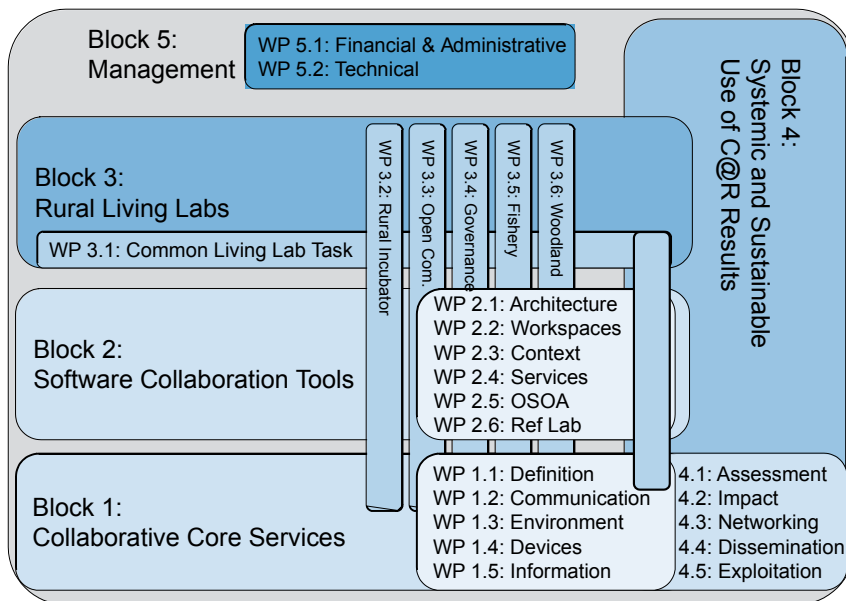 Block 5:
Management
WP 5.1: Financial & Administrative
WP 5.2: Technical
Block 4:
Systemic and Sustainable
Use of C@R Results
Block 3:
Rural Living Labs
WP 3.1: Common Living Lab Task
WP 3.2: Rural Incubator
WP 3.3: Open Com.
WP 3.4: Governance
WP 3.5: Fishery
WP 3.6: Woodland
Block 2:
Software Collaboration Tools
WP 2.1: Architecture
WP 2.2: Workspaces
WP 2.3: Context
WP 2.4: Services
WP 2.5: OSOA
WP 2.6: Ref Lab
Block 1:
Collaborative Core Services
WP 1.1: Definition
WP 1.2: Communication
WP 1.3: Environment
WP 1.4: Devices
WP 1.5: Information
4.1: Assessment
4.2: Impact
4.3: Networking
4.4: Dissemination
4.5: Exploitation